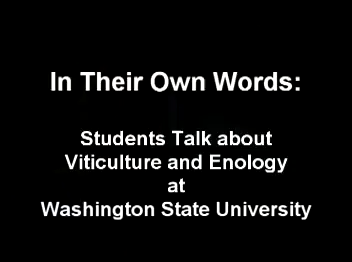 In Their Own Words:
Students Talk about
Viticulture and Enology
at
Washington State University